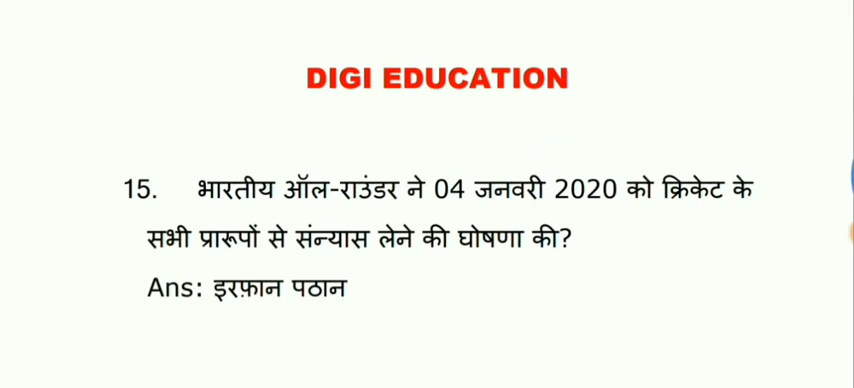 DIGI EDUCATION
15. भारतीय ऑल-राउंडर ने 04 जनवरी 2020 को क्रिकेट के
सभी प्रारूपों से संन्यास लेने की घोषणा की?
Ans: इरफ़ान पठान